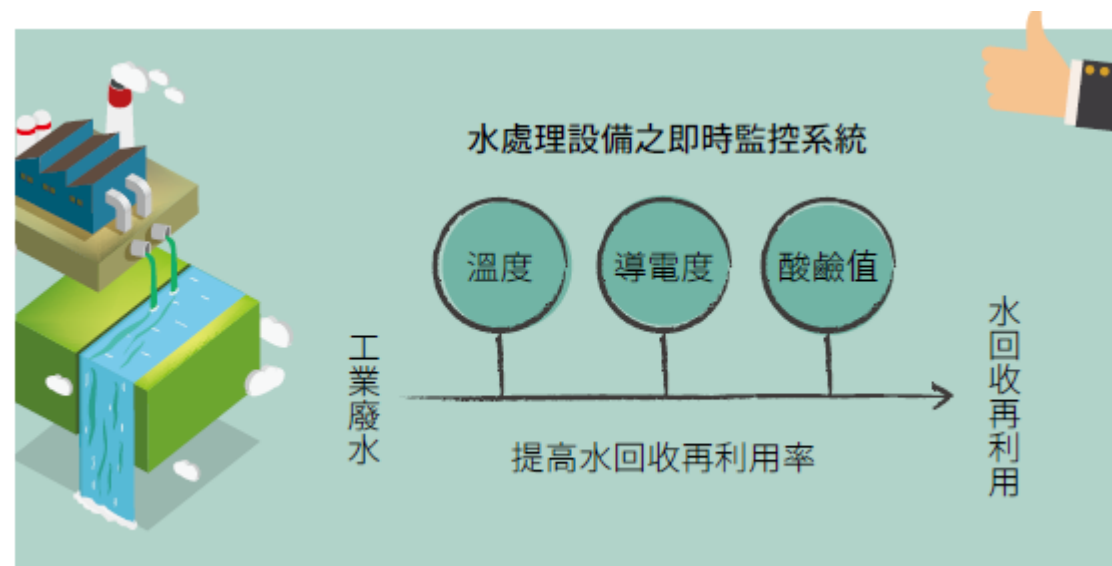 水處理設備之即時監控系統
溫度
導電度
酸鹼值
工業廢水
提高水回收再利用率
水回收再利用